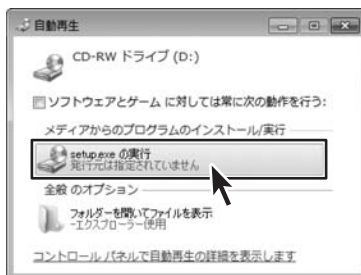 自動再生
CD-RW ドライブ (D:)
ソフトウェアとゲーム に対しては常に次の動作を行う:
メディアからのプログラムのインストール/実行
setup.exe の実行
発行元は指定されていません
全般 のオプション
フォルダーを開いてファイルを表示
-エクスプローラー使用
コントロール パネルで自動再生の詳細を表示します